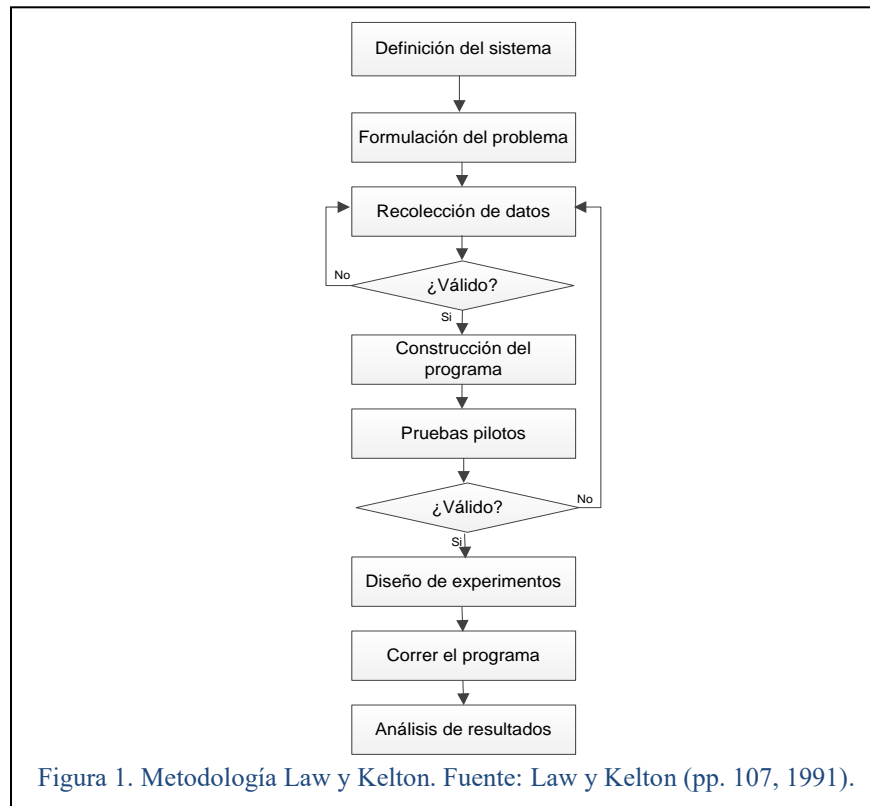 Definición del sistema
Formulación del problema
Recolección de datos
No
¿Válido?
Si
Construcción del
programa
Pruebas pilotos
¿Válido?
No
Si
Diseño de experimentos
Correr el programa
Análisis de resultados
Figura 1. Metodología Law y Kelton. Fuente: Law y Kelton (pp. 107, 1991).